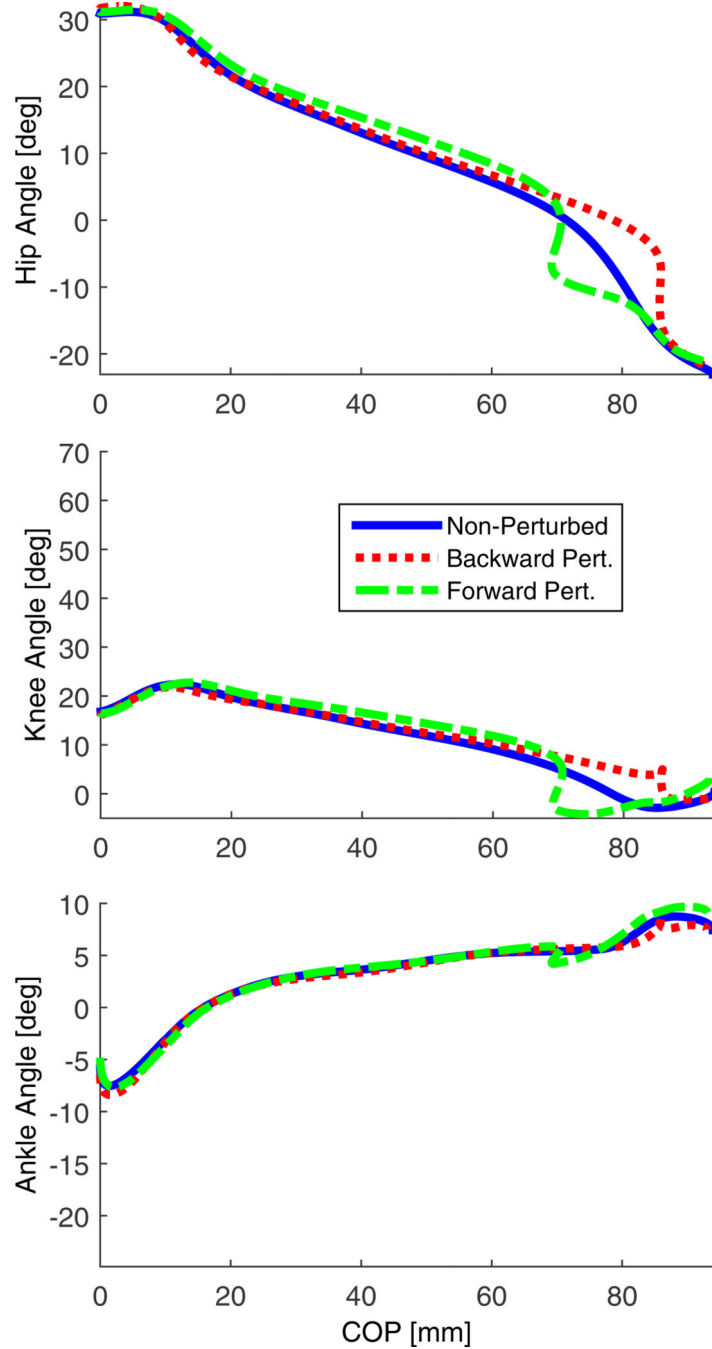 30
20
10
0
-10
-20
Hip Angle [deg]
0 20 40 60 80
70
60
50
40
30
20
10
0
Knee Angle [deg]
Non-Perturbed
Backward Pert.
Forward Pert.
0 20 40 60 80
10
5
0
-5
-10
-15
-20
Ankle Angle [deg]
0 20 40 60 80
COP [mm]